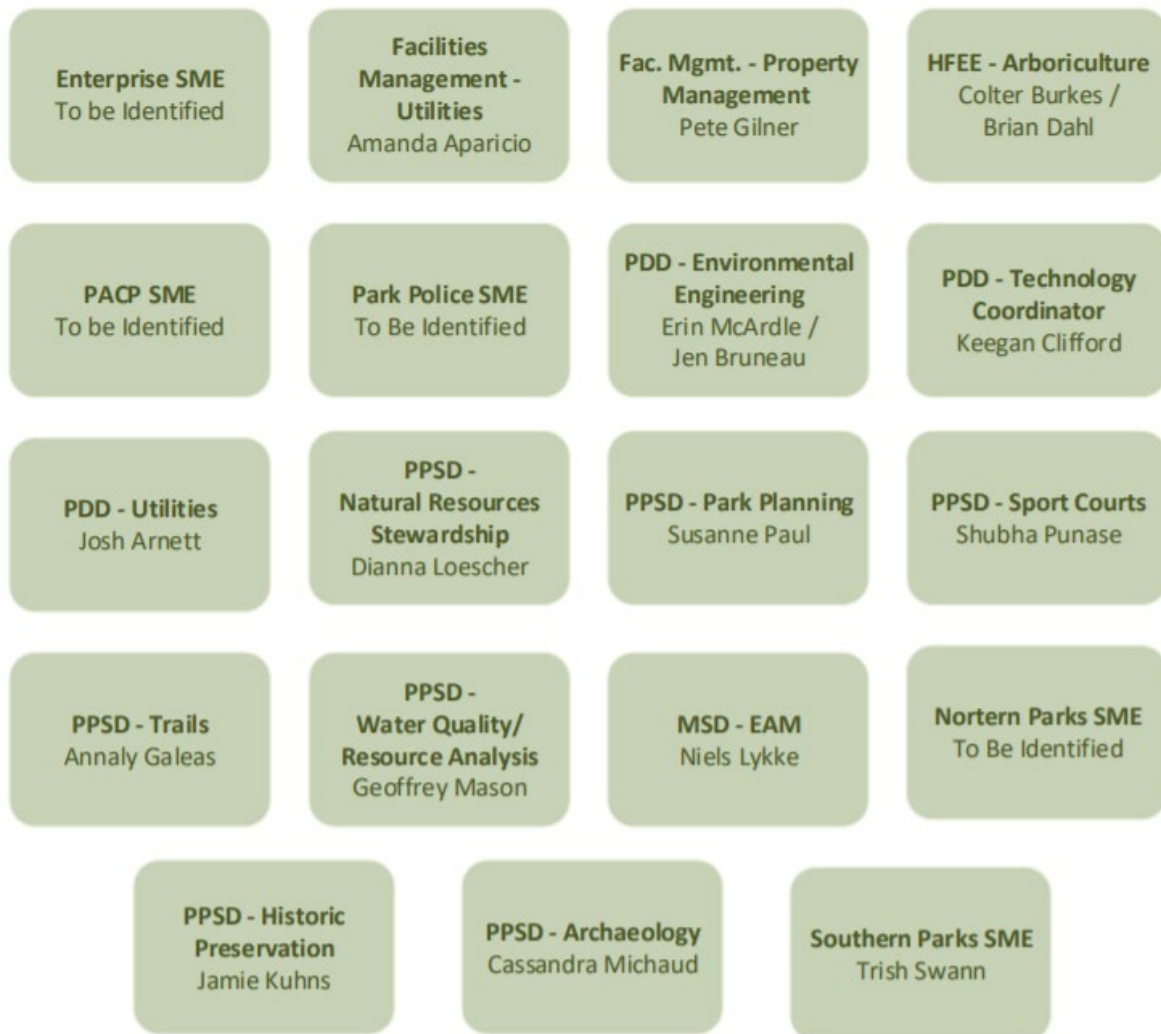 Enterprise SME
To be Identified
Facilities
Management -
Utilities
Amanda Aparicio
Fac. Mgmt. - Property
Management
Pete Gilner
HFEE - Arboriculture
Colter Burkes /
Brian Dahl
PACP SME
To be Identified
Park Police SME
To Be Identified
PDD - Environmental
Engineering
Erin McArdle /
Jen Bruneau
PDD - Technology
Coordinator
Keegan Clifford
PDD - Utilities
Josh Arnett
PPSD -
Natural Resources
Stewardship
Dianna Loescher
PPSD - Park Planning
Susanne Paul
PPSD - Sport Courts
Shubha Punase
PPSD - Trails
Annaly Galeas
PPSD -
Water Quality/
Resource Analysis
Geoffrey Mason
MSD - EAM
Niels Lykke
Nortern Parks SME
To Be Identified
PPSD - Historic
Preservation
Jamie Kuhns
PPSD - Archaeology
Cassandra Michaud
Southern Parks SME
Trish Swann